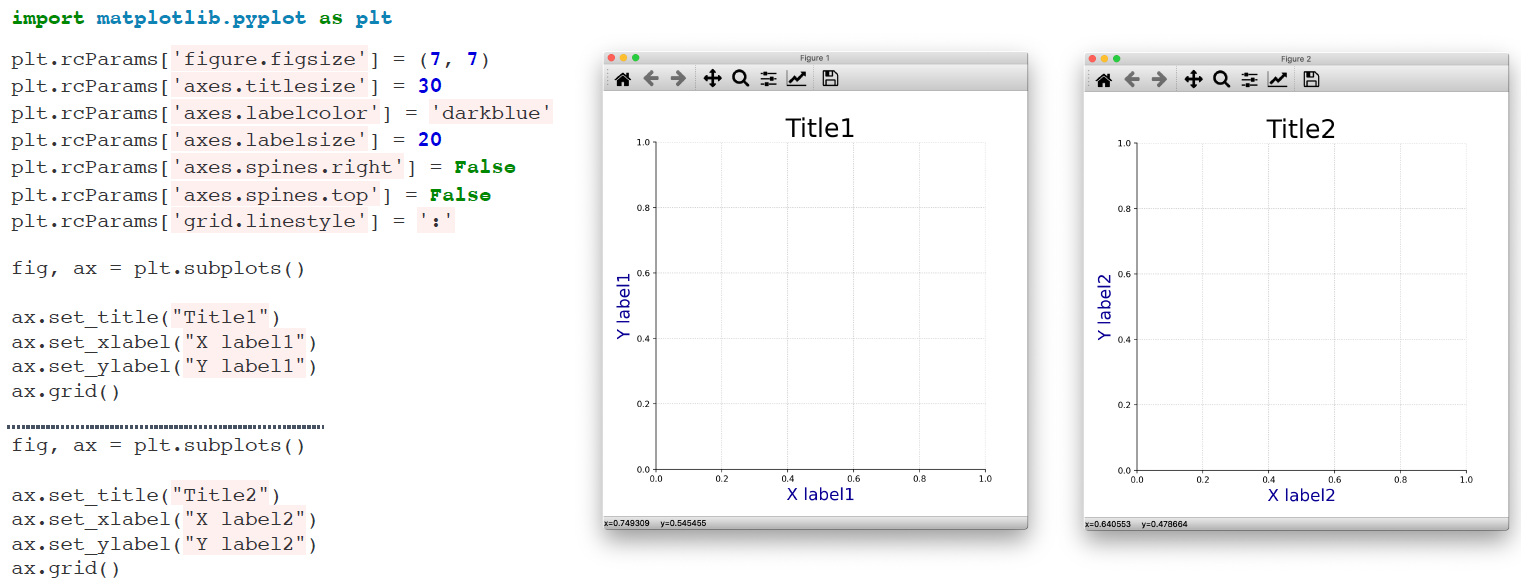 import matplotlib.pyplot as plt
plt.rcParams['figure.figsize'] = (7, 7)
plt.rcParams['axes.titlesize'] = 30
plt.rcParams['axes.labelcolor'] = 'darkblue'
plt.rcParams['axes.labelsize'] = 20
plt.rcParams['axes.spines.right'] = False
plt.rcParams['axes.spines.top'] = False
plt.rcParams['grid.linestyle'] = ':'
fig, ax = plt.subplots()
ax.set_title("Title1")
ax.set_xlabel("X label1")
ax.set_ylabel("Y label1")
ax.grid()
fig, ax = plt.subplots()
ax.set_title("Title2")
ax.set_xlabel("X label2")
ax.set_ylabel("Y label2")
ax.grid()
Figure 1
Title1
1.0
0.8
0.6
0.4
0.2
0.0
Y label1
0.0 0.2 0.4 0.6 0.8 1.0
X label1
x=0.749309 y=0.545455
Figure 2
Title2
1.0
0.8
0.6
0.4
0.2
0.0
Y label2
0.0 0.2 0.4 0.6 0.8 1.0
X label2
x=0.640553 y=0.478664